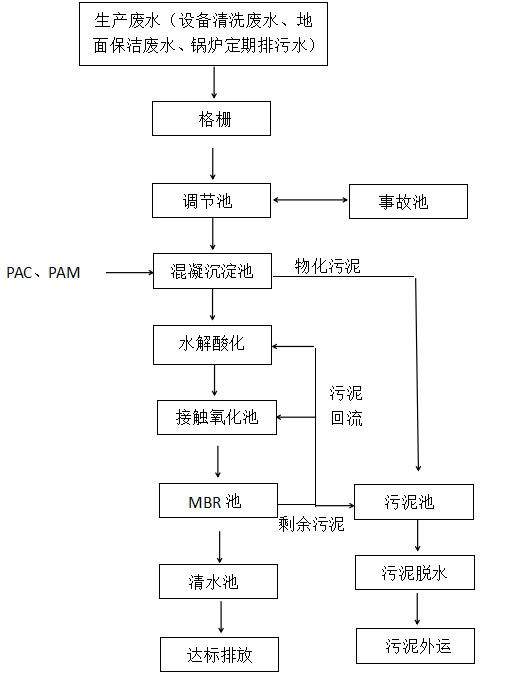 生产废水（设备清洗废水、地
面保洁废水、锅炉定期排污水）
格栅
调节池
事故池
PAC、PAM
混凝沉淀池
物化污泥
水解酸化
污泥
回流
接触氧化池
MBR 池
剩余污泥
污泥池
清水池
污泥脱水
达标排放
污泥外运